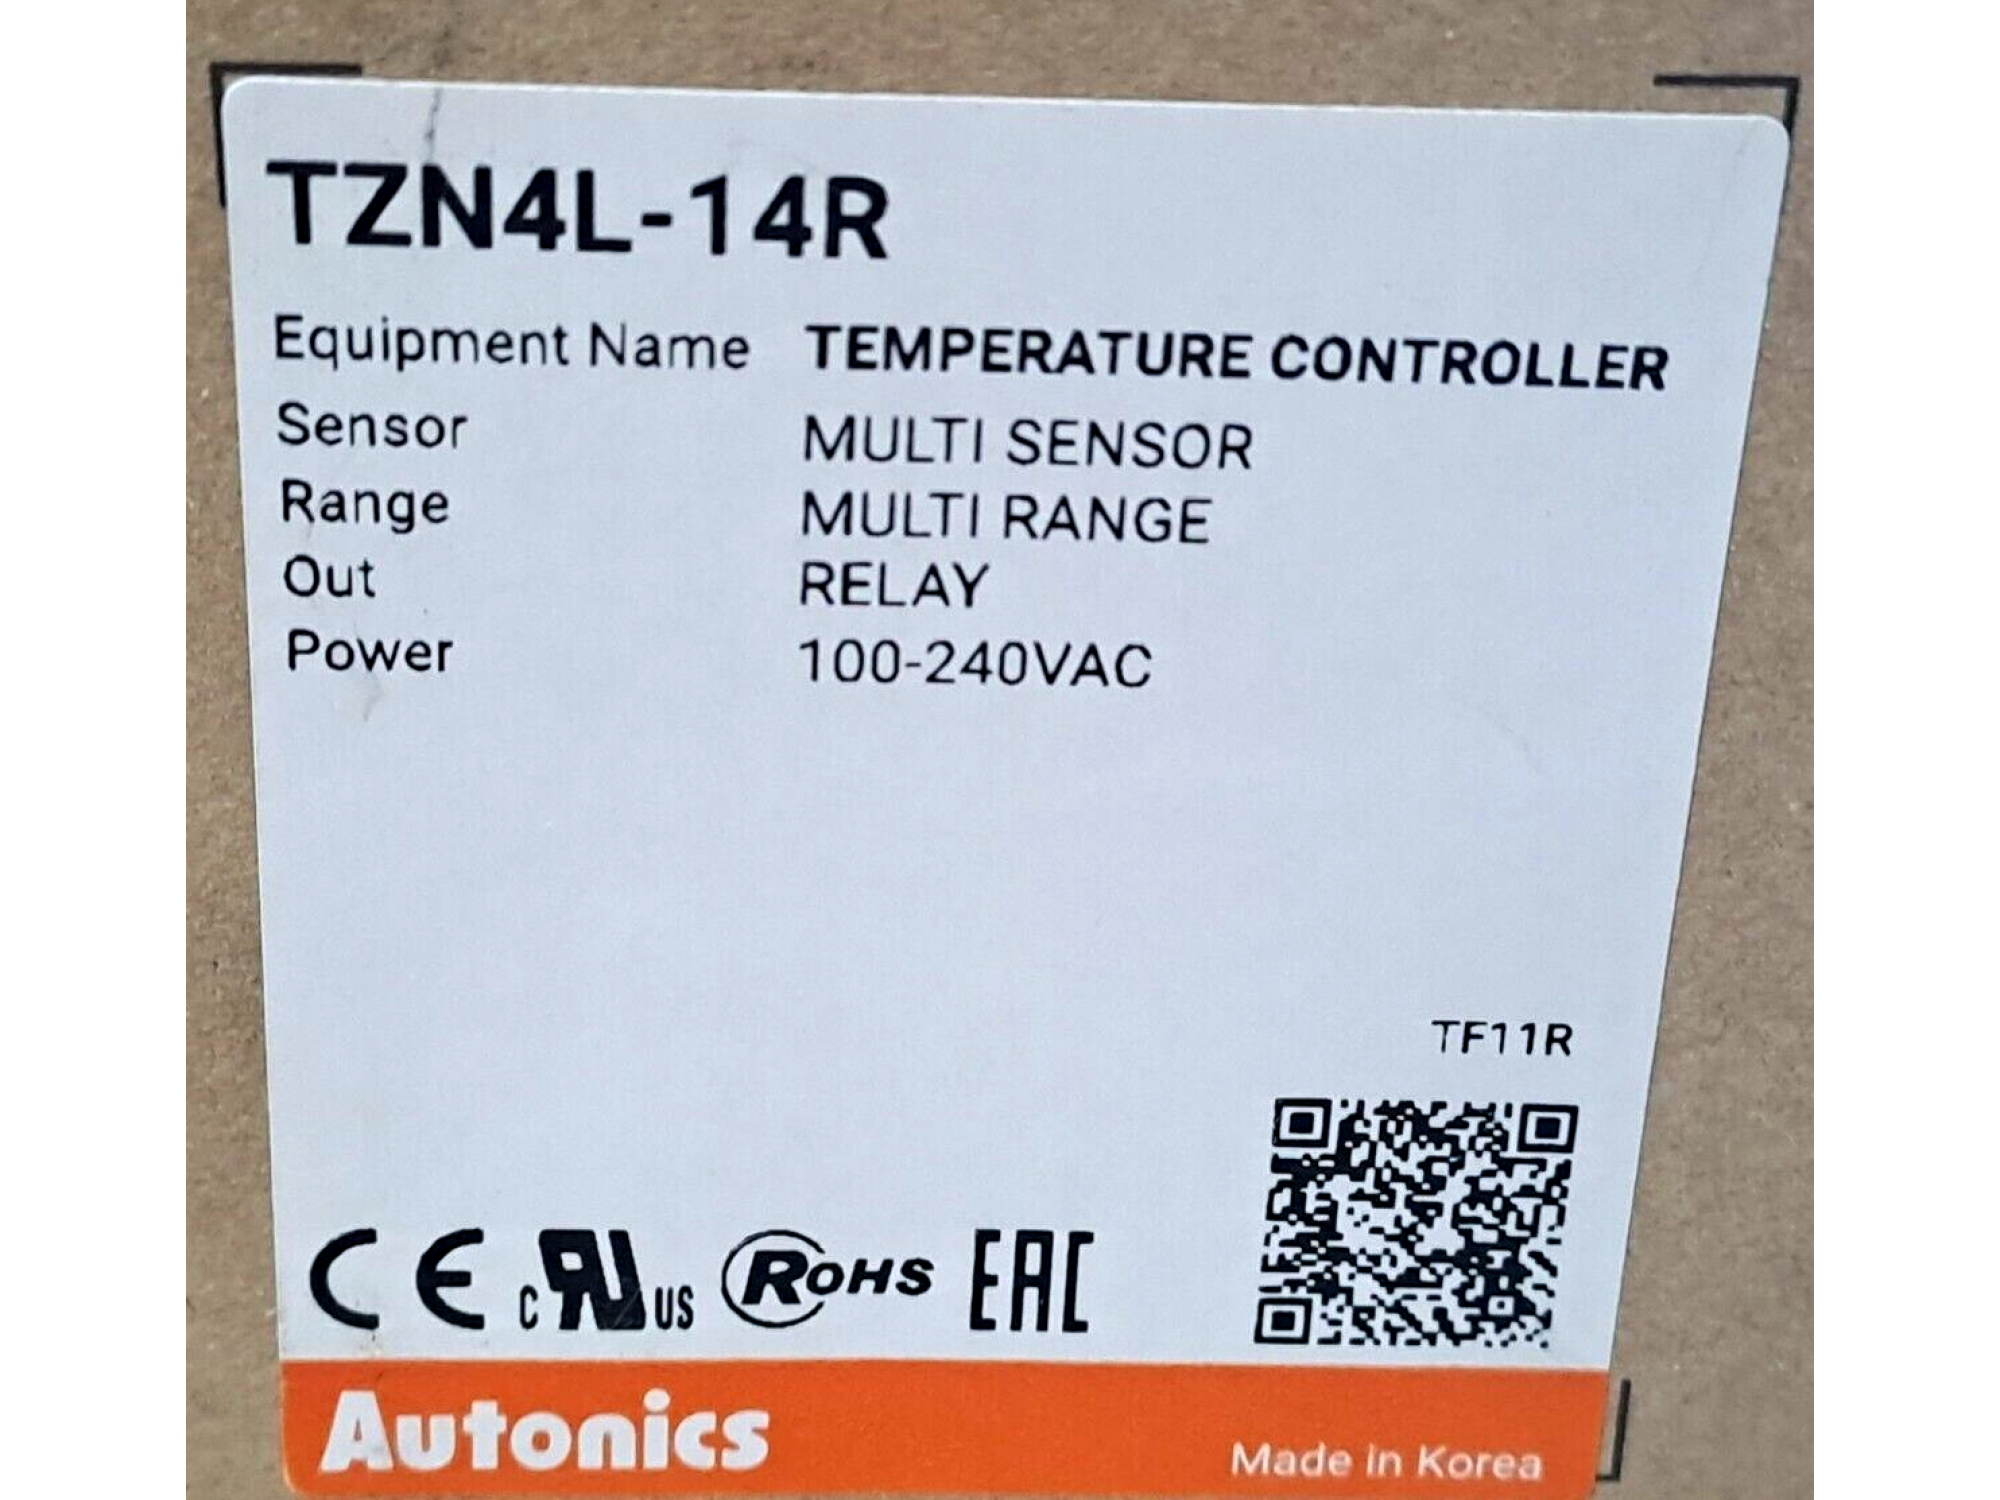 TZN4L-14R
Equipment Name TEMPERATURE CONTROLLER
Sensor MULTI SENSOR
Range MULTI RANGE
Out RELAY
Power 100-240VAC
TF11R
CE c RU US RoHS EAC
Autonics
Made in Korea